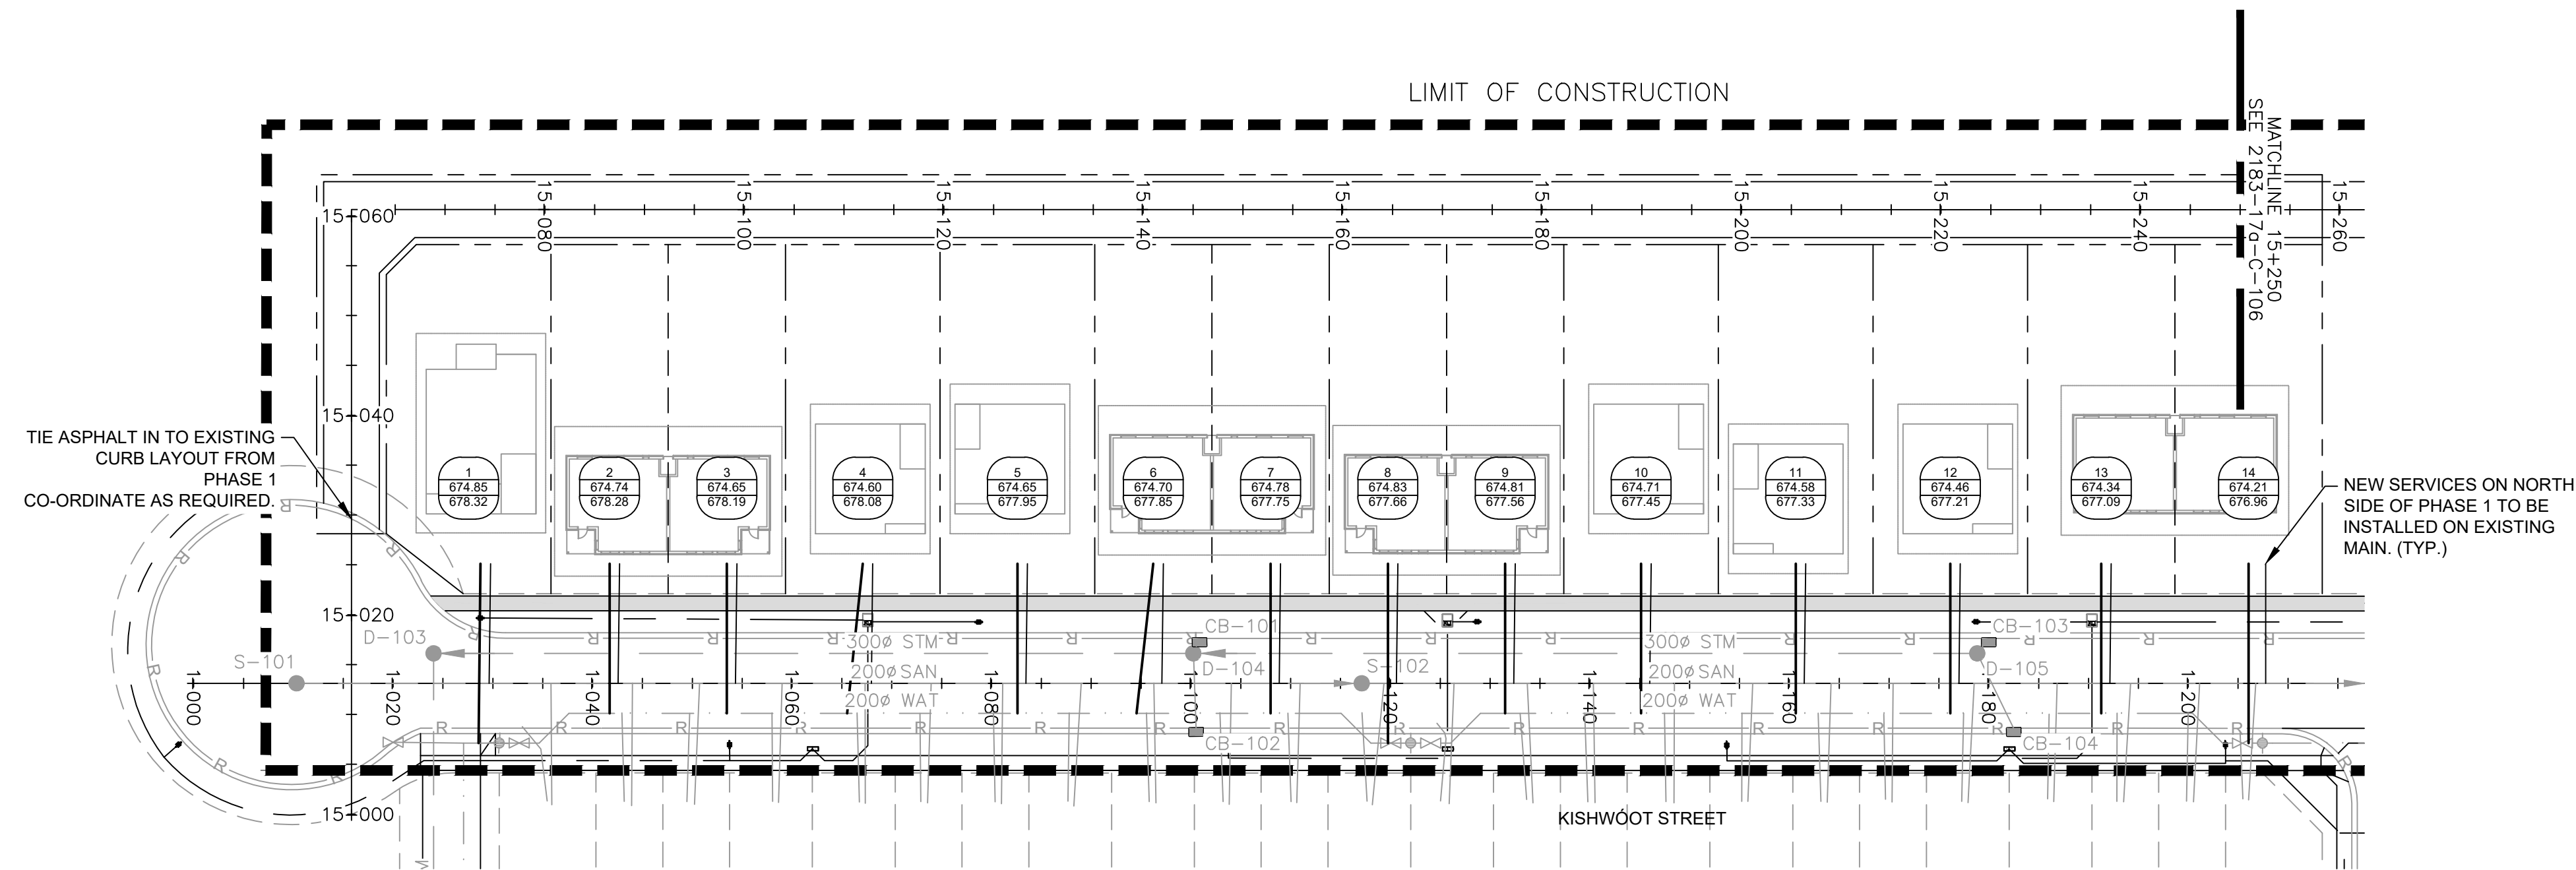 LIMIT OF CONSTRUCTION
MATCHLINE 15+250
SEE 2183-17a-C-106
15+060
15+080
15+100
15+120
15+140
15+160
15+180
15+200
15+220
15+240
15+260
15+040
TIE ASPHALT IN TO EXISTING
CURB LAYOUT FROM
PHASE 1
CO-ORDINATE AS REQUIRED.
1
674.85
678.32
2
674.74
678.28
3
674.65
678.19
4
674.60
678.08
5
674.65
677.95
6
674.70
677.85
7
674.78
677.75
8
674.83
677.66
9
674.81
677.56
10
674.71
677.45
11
674.58
677.33
12
674.46
677.21
13
674.34
677.09
14
674.21
676.96
NEW SERVICES ON NORTH
SIDE OF PHASE 1 TO BE
INSTALLED ON EXISTING
MAIN. (TYP.)
15+020
D-103
S-101
CB-101
D-104
S-102
CB-103
D-105
300ø STM
200ø SAN
200ø WAT
300ø STM
200ø SAN
200ø WAT
1+000
1+020
1+040
1+060
1+080
1+100
1+120
1+140
1+160
1+180
1+200
CB-102
CB-104
15+000
KISHWÓOT STREET